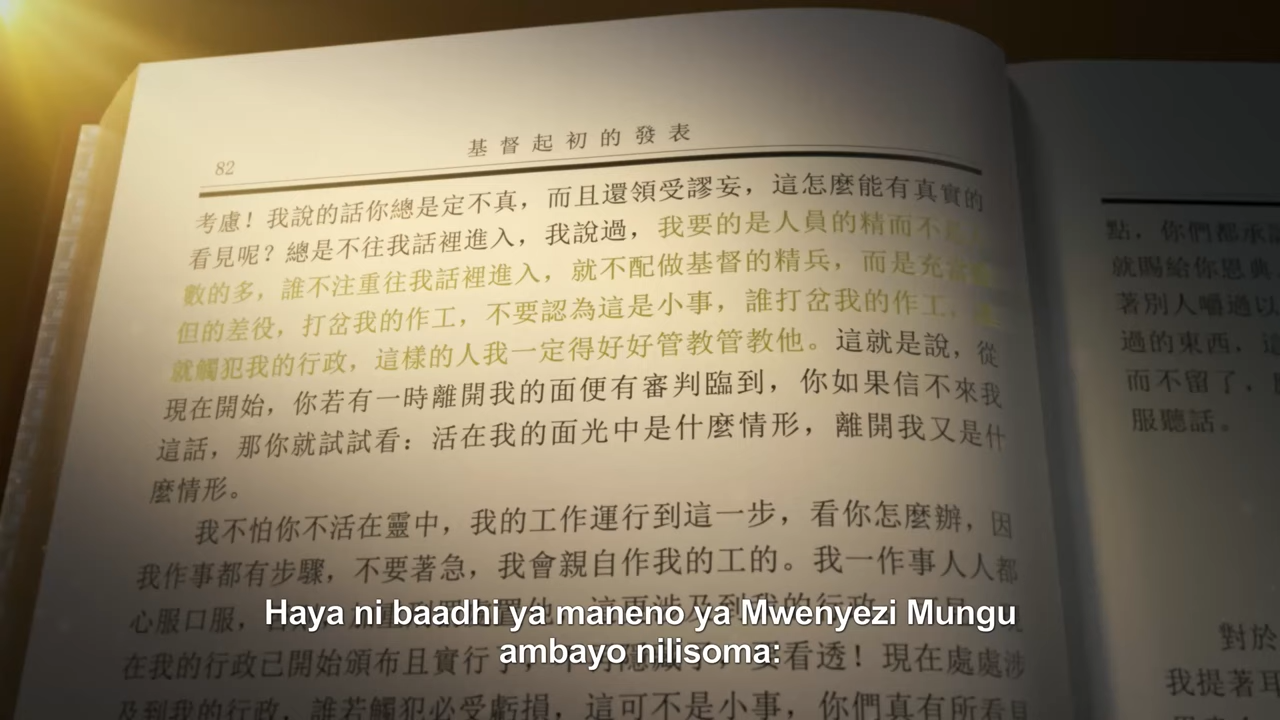 基督起初的發表
82
考慮！我說的話你總是定不真，而且還領受謬妄，這怎麼能有真實的
看見呢？總是不往我話裡進入，我說過，我要的是人員的精而不是
數的多，誰不注重往我話裡進入，就不配做基督的精兵，而是充當
但的差役，打岔我的作工，不要認為這是小事，誰打岔我的作工，
就觸犯我的行政，這樣的人我一定得好好管教管教他。這就是說，從
現在開始，你若有一時離開我的面便有審判臨到，你如果信不來我
這話，那你就試試看：活在我的面光中是什麼情形，離開我又是什
麼情形。
我不怕你不活在靈中，我的工作運行到這一步，看你怎麼辦，因
我作事都有步驟，不要著急，我會親自作我的工的。我一作事人人都
心服口服，
在我的行政已開始頒布且實行了，要看透！現在處處涉
及到我的行政，誰若觸犯必受虧損，這可不是小事，你們真有所看見
點，你們都承認
就賜給你恩典
著別人嚼過以
過的東西，這
而不留了，
服聽話。
對於
我提著耳
Haya ni baadhi ya maneno ya Mwenyezi Mungu
ambayo nilisoma: